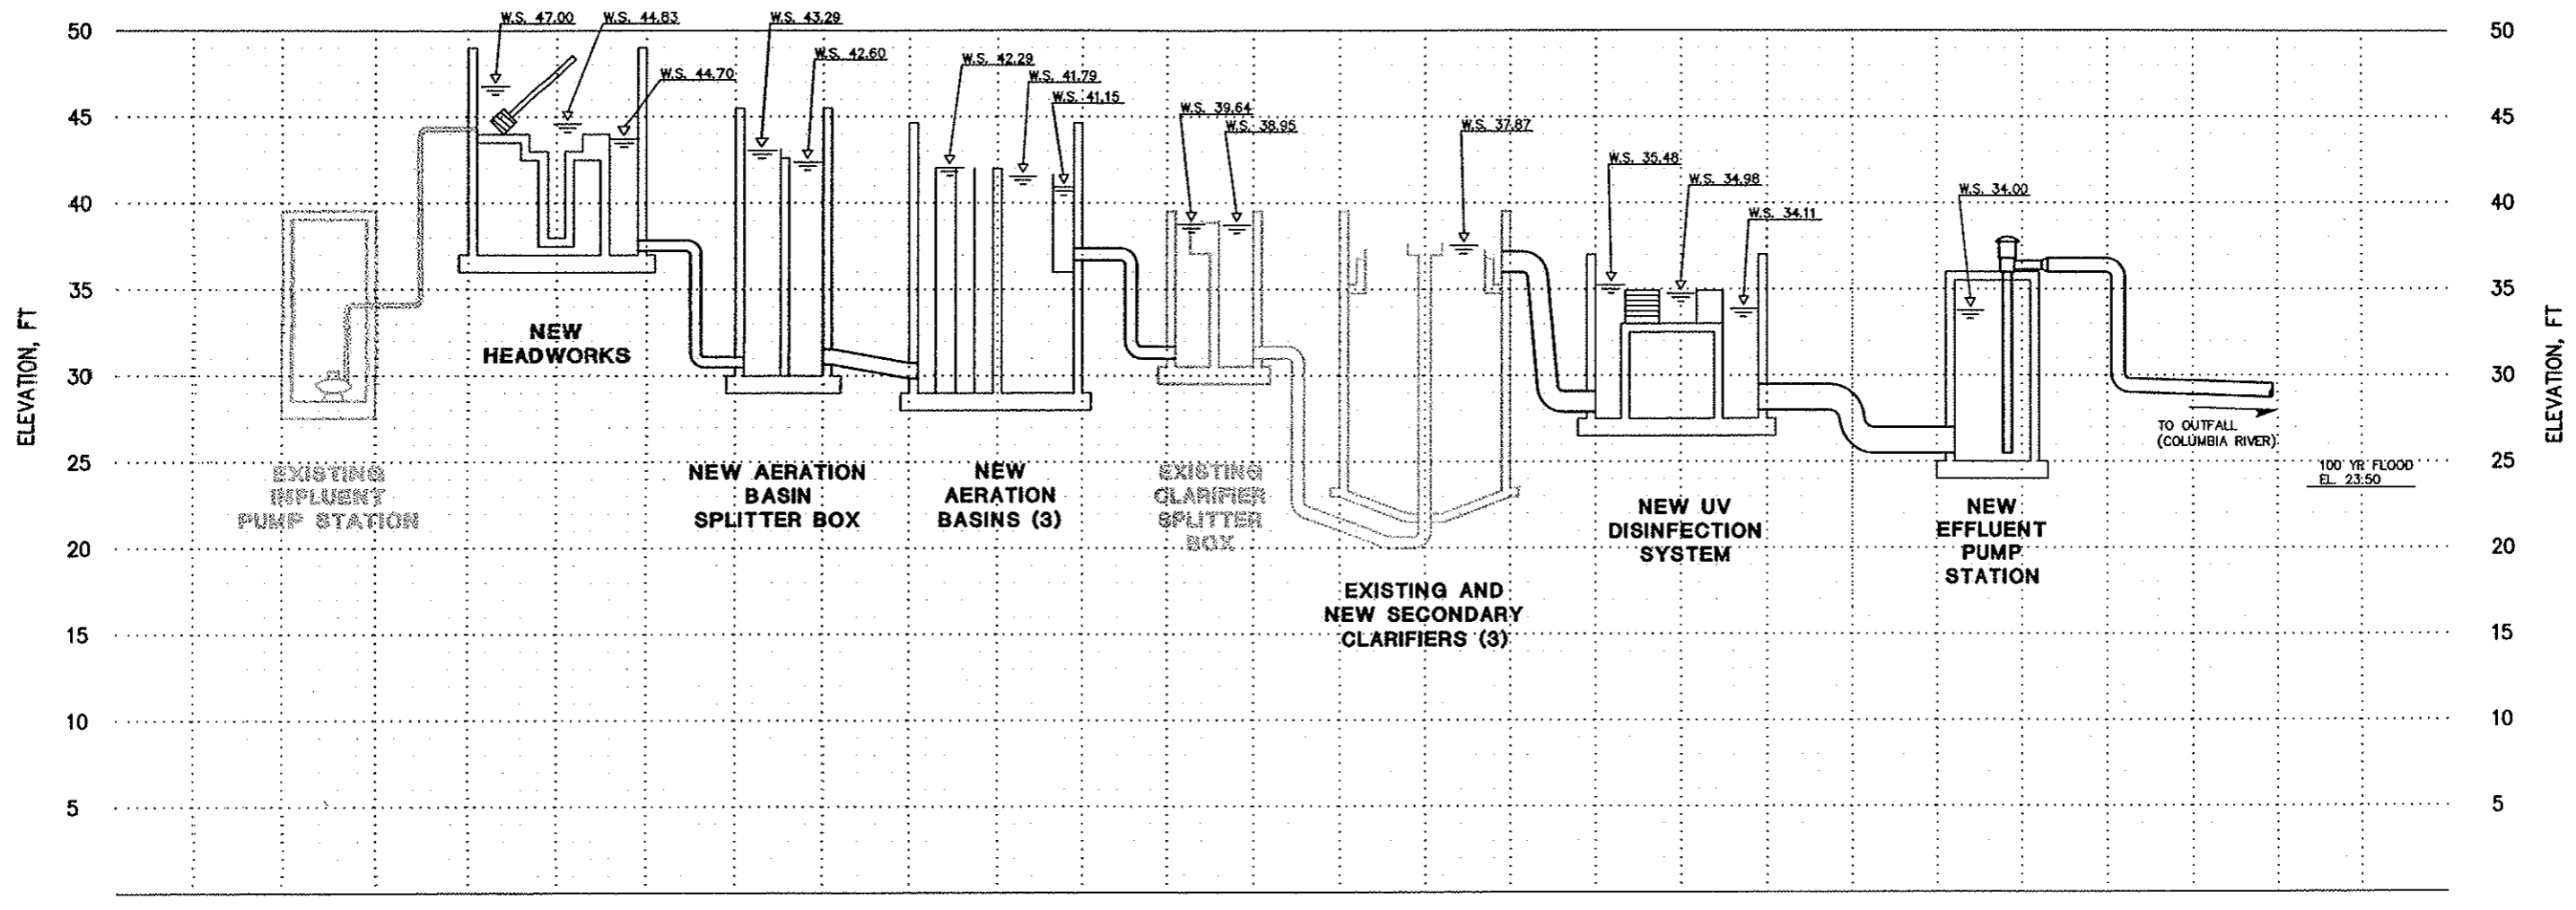 W.S. 47.00
W.S. 44.83
W.S. 44.70
W.S. 43.29
W.S. 42.60
W.S. 42.29
W.S. 41.79
W.S. 41.15
W.S. 39.64
W.S. 38.95
W.S. 37.87
W.S. 35.48
W.S. 34.98
W.S. 34.11
W.S. 34.00
ELEVATION, FT
50
45
40
35
30
25
20
15
10
5
EXISTING
INFLUENT
PUMP STATION
NEW
HEADWORKS
NEW AERATION
BASIN
SPLITTER BOX
NEW
AERATION
BASINS (3)
EXISTING
CLARIFIER
SPLITTER
BOX
EXISTING AND
NEW SECONDARY
CLARIFIERS (3)
NEW UV
DISINFECTION
SYSTEM
NEW
EFFLUENT
PUMP
STATION
TO OUTFALL
(COLUMBIA RIVER)
100 YR FLOOD
EL. 23:50
50
45
40
35
30
25
20
15
10
5
ELEVATION, FT